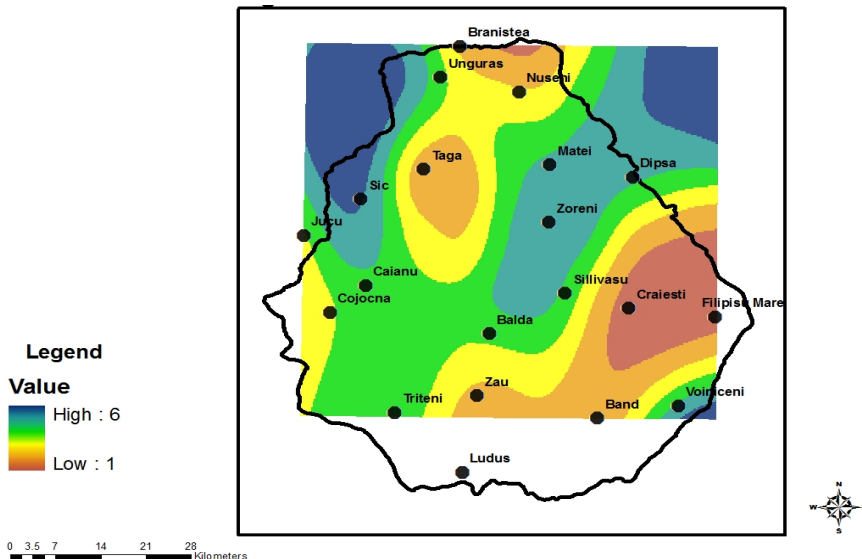 Branistea
Unguras
Nuseni
Taga
Matei
Dipsa
Sic
Zoreni
Jucu
Caianu
Sillivasu
Craiesti
Cojocna
Filipisu Mare
Balda
Zau
Triteni
Band
Voiniceni
Ludus
Legend
Value
High : 6
Low : 1
0 3.5 7 14 21 28
Kilometers
N
W E
S